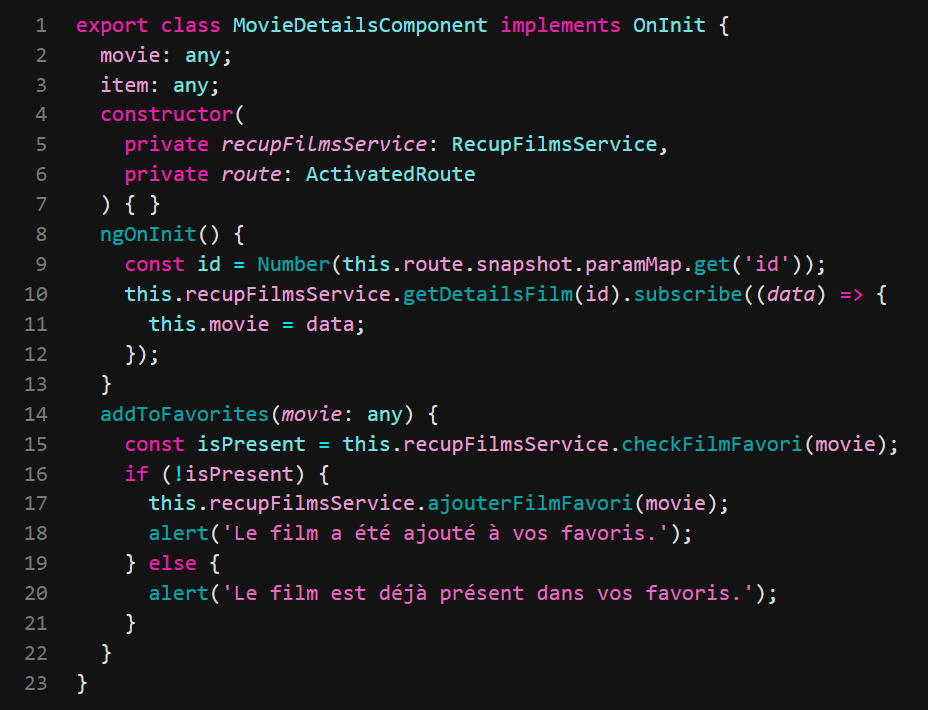 1 export class MovieDetailsComponent implements OnInit {
2 movie: any;
3 item: any;
4 constructor(
5 private recupFilmsService: RecupFilmsService,
6 private route: ActivatedRoute
7 ) { }
8 ngOnInit() {
9 const id = Number(this.route.snapshot.paramMap.get('id'));
10 this.recupFilmsService.getDetailsFilm(id).subscribe((data) => {
11 this.movie = data;
12 });
13 }
14 addToFavorites(movie: any) {
15 const isPresent = this.recupFilmsService.checkFilmFavori(movie);
16 if (!isPresent) {
17 this.recupFilmsService.ajouterFilmFavori(movie);
18 alert('Le film a été ajouté à vos favoris.');
19 } else {
20 alert('Le film est déjà présent dans vos favoris.');
21 }
22 }
23 }